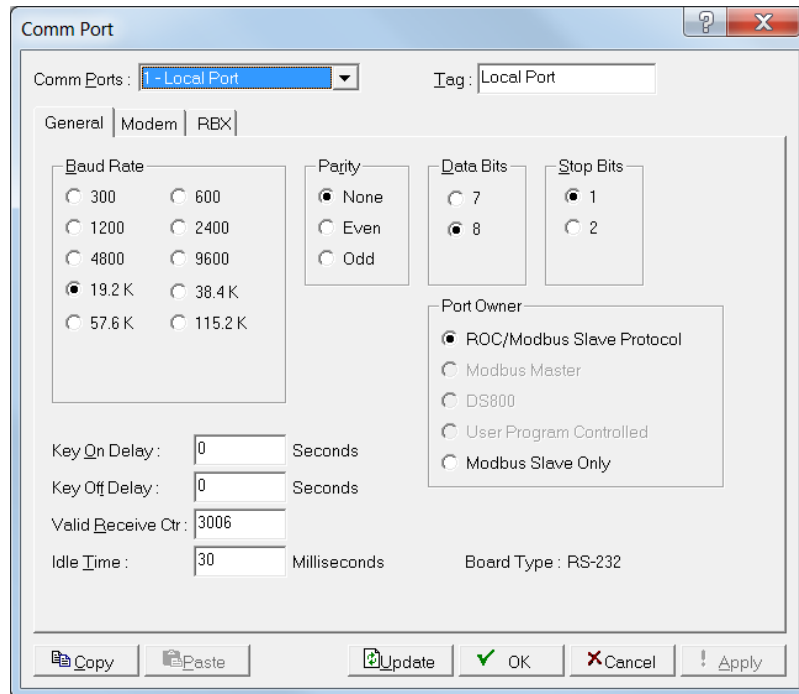 Comm Port
Comm Ports : 1 - Local Port Tag : Local Port
General Modem RBX
Baud Rate Parity Data Bits Stop Bits
300 600 None 7 1
1200 2400 Even 8 2
4800 9600 Odd
19.2 K 38.4 K
57.6 K 115.2 K
Port Owner
ROC/Modbus Slave Protocol
Modbus Master
DS800
User Program Controlled
Modbus Slave Only
Key On Delay : 0 Seconds
Key Off Delay : 0 Seconds
Valid Receive Ctr : 3006
Idle Time : 30 Milliseconds Board Type : RS-232
Copy Paste Update OK Cancel Apply